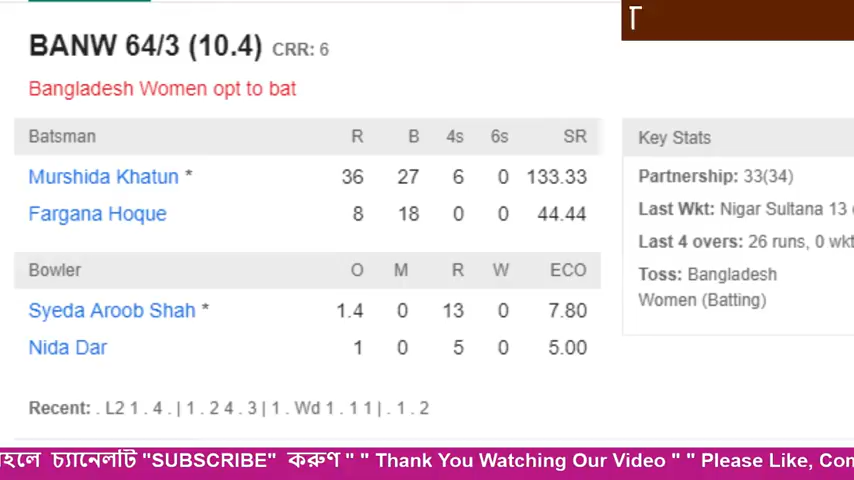 BANW 64/3 (10.4) CRR: 6
Bangladesh Women opt to bat
Batsman R B 4s 6s SR
Murshida Khatun * 36 27 6 0 133.33
Fargana Hoque 8 18 0 0 44.44
Bowler O M R W ECO
Syeda Aroob Shah * 1.4 0 13 0 7.80
Nida Dar 1 0 5 0 5.00
Recent: . L2 1 . 4 . | 1 . 2 4 . 3 | 1 . Wd 1 . 1 1 | . 1 . 2
Key Stats
Partnership: 33(34)
Last Wkt: Nigar Sultana 13
Last 4 overs: 26 runs, 0 wkt
Toss: Bangladesh
Women (Batting)
চ্যানেলটি "SUBSCRIBE" করুণ " " Thank You Watching Our Video " " Please Like, Com